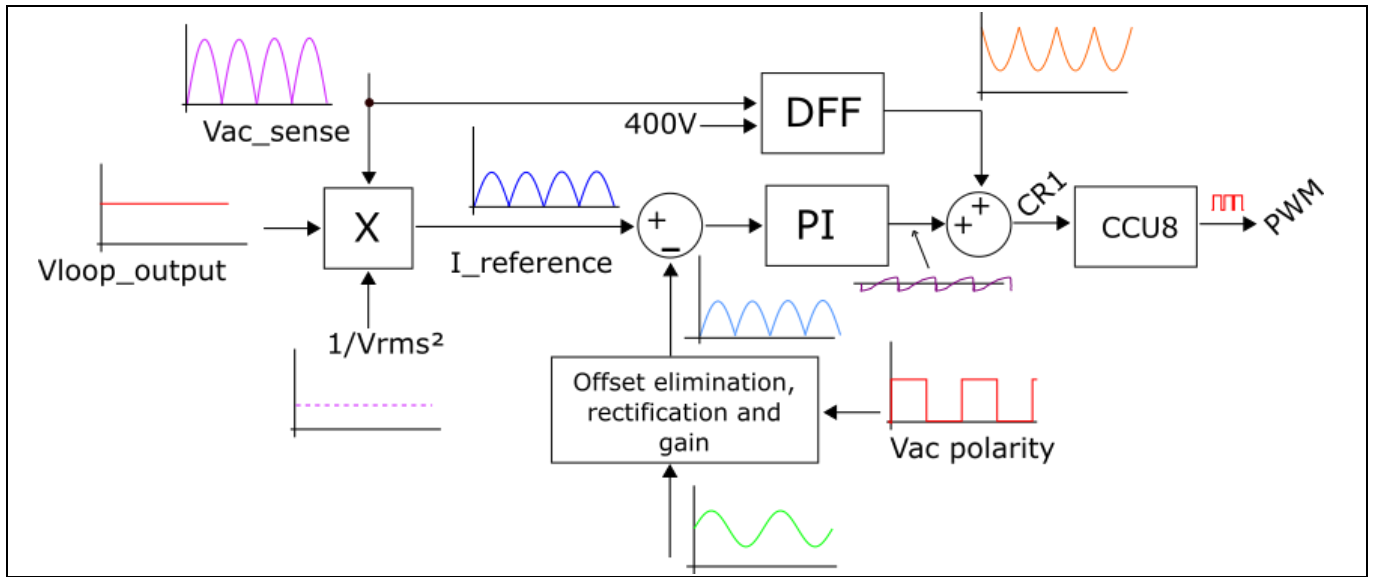 Vac_sense
400V
DFF
Vloop_output
X
I_reference
+
−
PI
+
+
CR1
CCU8
PWM
1/Vrms²
Offset elimination,
rectification and
gain
Vac polarity